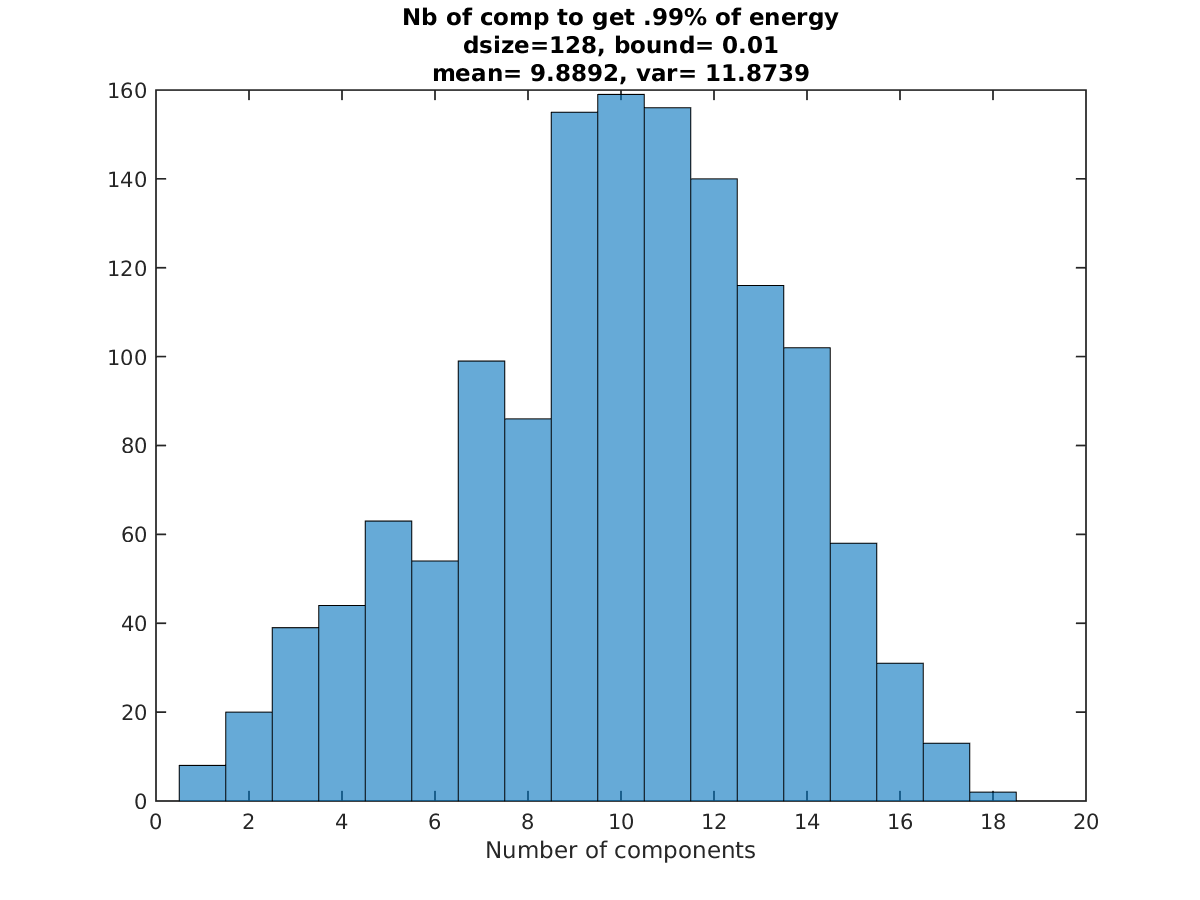 Nb of comp to get .99% of energy
dsize=128, bound= 0.01
mean= 9.8892, var= 11.8739
160
140
120
100
80
60
40
20
0
0 2 4 6 8 10 12 14 16 18 20
Number of components